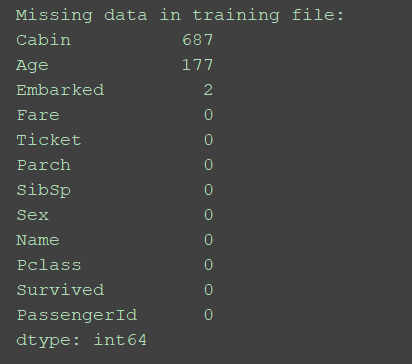 Missing data in training file:
Cabin          687
Age            177
Embarked         2
Fare             0
Ticket           0
Parch            0
SibSp            0
Sex              0
Name             0
Pclass           0
Survived         0
PassengerId      0
dtype: int64